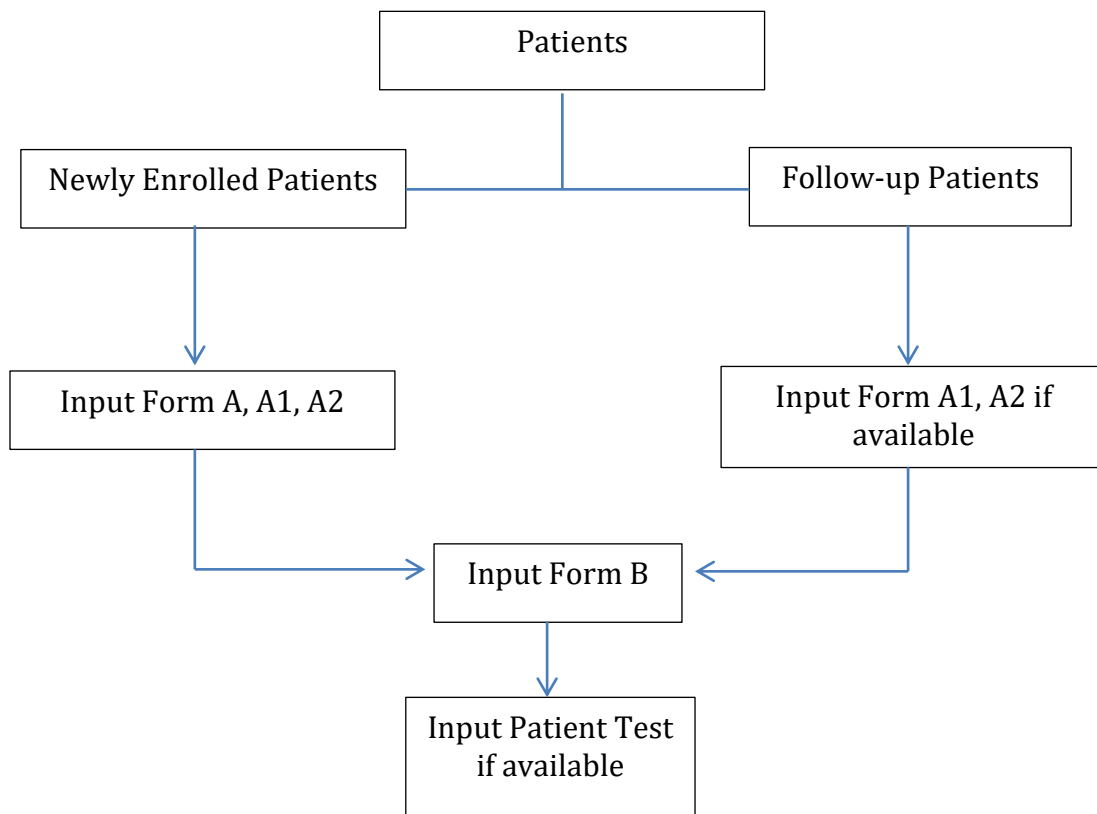 Patients
Newly Enrolled Patients
Follow-up Patients
Input Form A, A1, A2
Input Form A1, A2 if
available
Input Form B
Input Patient Test
if available